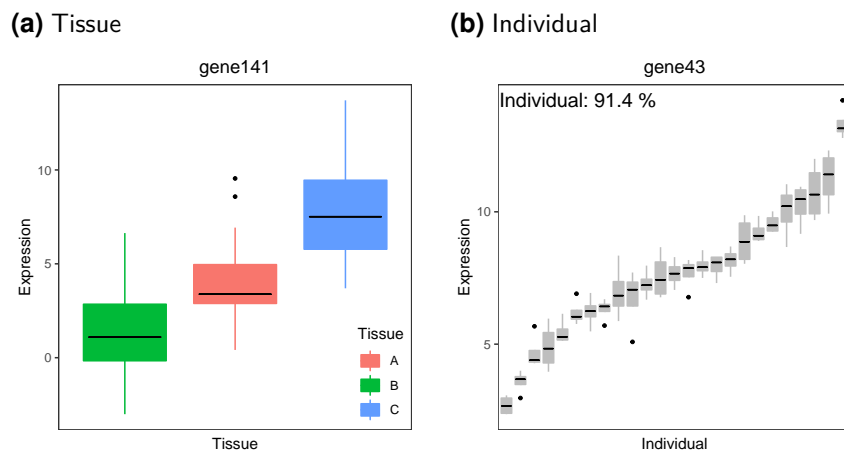 (a) Tissue
gene141
10
5
0
Expression
Tissue
Tissue
A
B
C
(b) Individual
gene43
Individual: 91.4 %
10
5
Expression
Individual